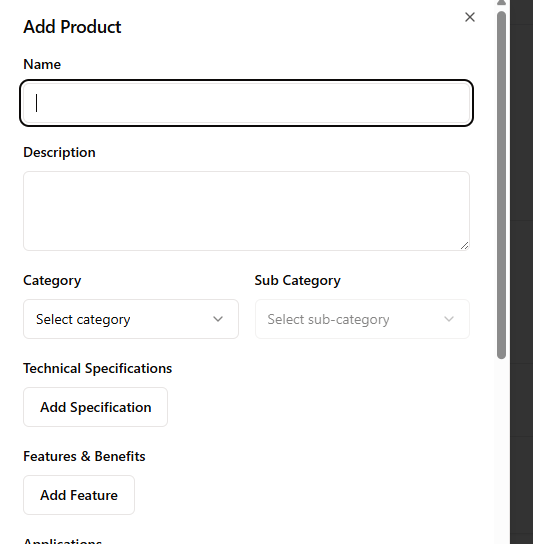 Add Product
Name
Description
Category
Sub Category
Select category
Select sub-category
Technical Specifications
Add Specification
Features & Benefits
Add Feature
Applications